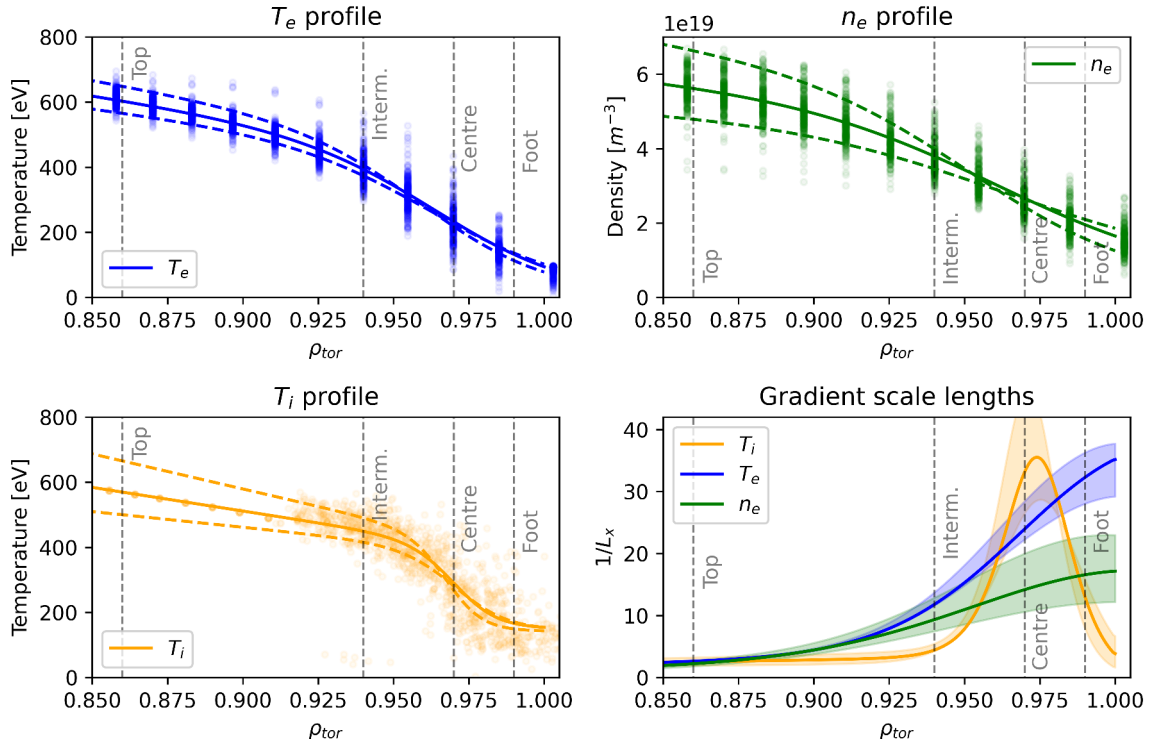 T_e profile
800
600
400
200
0
Temperature [eV]
Top
Interm.
Centre
Foot
T_e
0.850 0.875 0.900 0.925 0.950 0.975 1.000
ρ_tor
n_e profile
1e19
6
4
2
0
Density [m^{-3}]
n_e
Top
Interm.
Centre
Foot
0.850 0.875 0.900 0.925 0.950 0.975 1.000
ρ_tor
T_i profile
800
600
400
200
0
Temperature [eV]
Top
Interm.
Centre
Foot
T_i
0.850 0.875 0.900 0.925 0.950 0.975 1.000
ρ_tor
Gradient scale lengths
40
30
20
10
0
1/L_x
T_i
T_e
n_e
Top
Interm.
Centre
Foot
0.850 0.875 0.900 0.925 0.950 0.975 1.000
ρ_tor